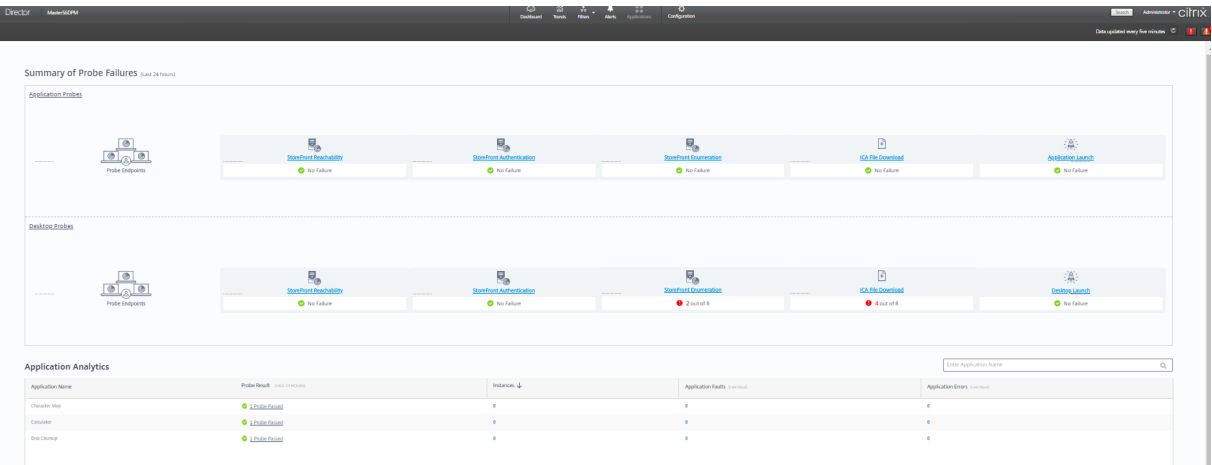 Director MasterSEDPM Dashboard Trends Filters Alerts Applications Configuration Search Administrator citrix
Data updated every five minutes
Summary of Probe Failures (Last 24 hours)
Application Probes
Probe Endpoints
StoreFront Reachability StoreFront Authentication StoreFront Enumeration ICA File Download Application Launch
No Failure No Failure No Failure No Failure No Failure
Desktop Probes
Probe Endpoints
StoreFront Reachability StoreFront Authentication StoreFront Enumeration ICA File Download Desktop Launch
No Failure No Failure 2 out of 8 4 out of 8 No Failure
Application Analytics
Enter Application Name
Application Name Probe Result Instances Application Faults Application Errors
Character Map 1 Probe Passed 0 0 0
Calculator 1 Probe Passed 0 0 0
Disk Cleanup 1 Probe Passed 0 0 0